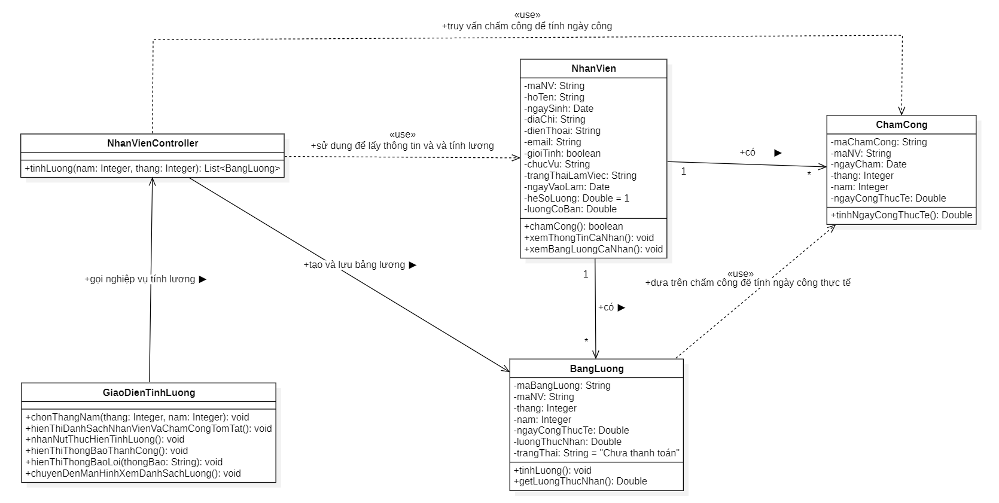 «use»
+truy vấn chấm công để tính ngày công
NhanVien
-maNV: String
-hoTen: String
-ngaySinh: Date
-diaChi: String
-dienThoai: String
-email: String
-gioiTinh: boolean
-chucVu: String
-trangThaiLamViec: String
-ngayVaoLam: Date
-heSoLuong: Double = 1
-luongCoBan: Double
+chamCong(): boolean
+xemThongTinCaNhan(): void
+xemBangLuongCaNhan(): void
ChamCong
-maChamCong: String
-maNV: String
-ngayCham: Date
-thang: Integer
-nam: Integer
-ngayCongThucTe: Double
+tinhNgayCongThucTe(): Double
NhanVienController
+tinhLuong(nam: Integer, thang: Integer): List<BangLuong>
«use»
+sử dụng để lấy thông tin và và tính lương
+có ▶
1
*
+tạo và lưu bảng lương ▶
+gọi nghiệp vụ tính lương ▶
1
+có ▶
*
«use»
+dựa trên chấm công để tính ngày công thực tế
BangLuong
-maBangLuong: String
-maNV: String
-thang: Integer
-nam: Integer
-ngayCongThucTe: Double
-luongThucNhan: Double
-trangThai: String = "Chưa thanh toán"
+tinhLuong(): void
+getLuongThucNhan(): Double
GiaoDienTinhLuong
+chonThangNam(thang: Integer, nam: Integer): void
+hienThiDanhSachNhanVienVaChamCongTomTat(): void
+nhanNutThucHienTinhLuong(): void
+hienThiThongBaoThanhCong(): void
+hienThiThongBaoLoi(thongBao: String): void
+chuyenDenManHinhXemDanhSachLuong(): void